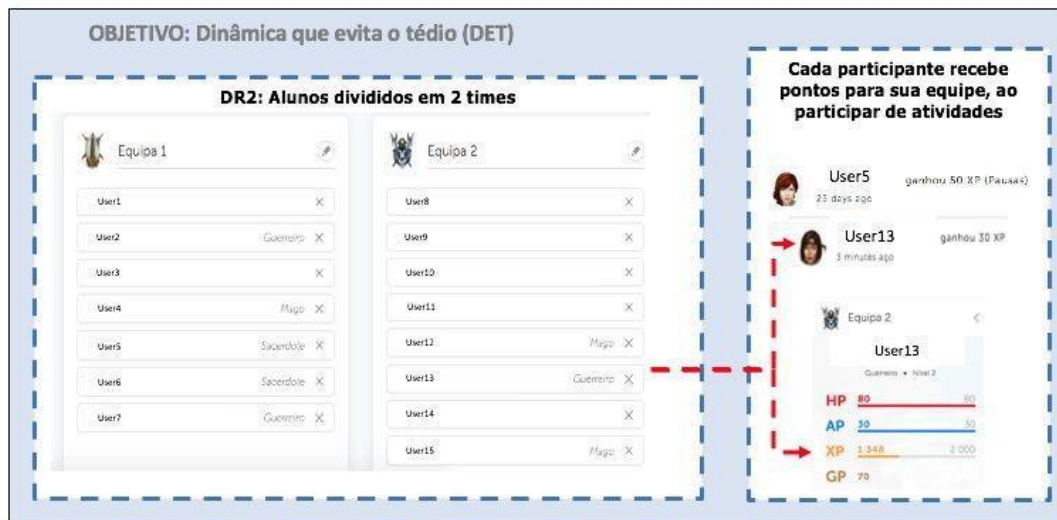 OBJETIVO: Dinâmica que evita o tédio (DET)
DR2: Alunos divididos em 2 times
Equipa 1
User1
User2 Guerreiro X
User3
User4 Mago X
User5 Sacerdote X
User6 Sacerdote X
User7 Guerreiro X
Equipa 2
User8
User9
User10
User11
User12 Mago X
User13 Guerreiro X
User14
User15 Mago X
Cada participante recebe
pontos para sua equipe, ao
participar de atividades
User5 ganhou 50 XP (Pausas)
23 days ago
User13 ganhou 30 XP
3 minutes ago
Equipa 2
User13
Guerreiro • Nível 2
HP 80 80
AP 30 30
XP 1 348 2 000
GP 70